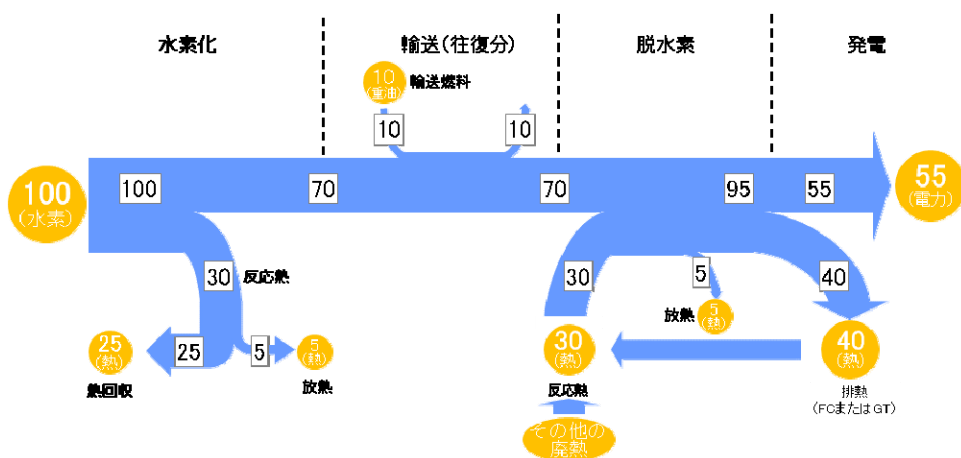 水素化
輸送(往復分)
脱水素
発電
10
(重油)
輸送燃料
10
10
100
(水素)
100
70
70
95
55
55
(電力)
30
反応熱
30
5
40
放熱
5
(熱)
25
(熱)
25
5
5
(熱)
30
(熱)
40
(熱)
熱回収
放熱
反応熱
排熱
(FCまたはGT)
その他の
廃熱